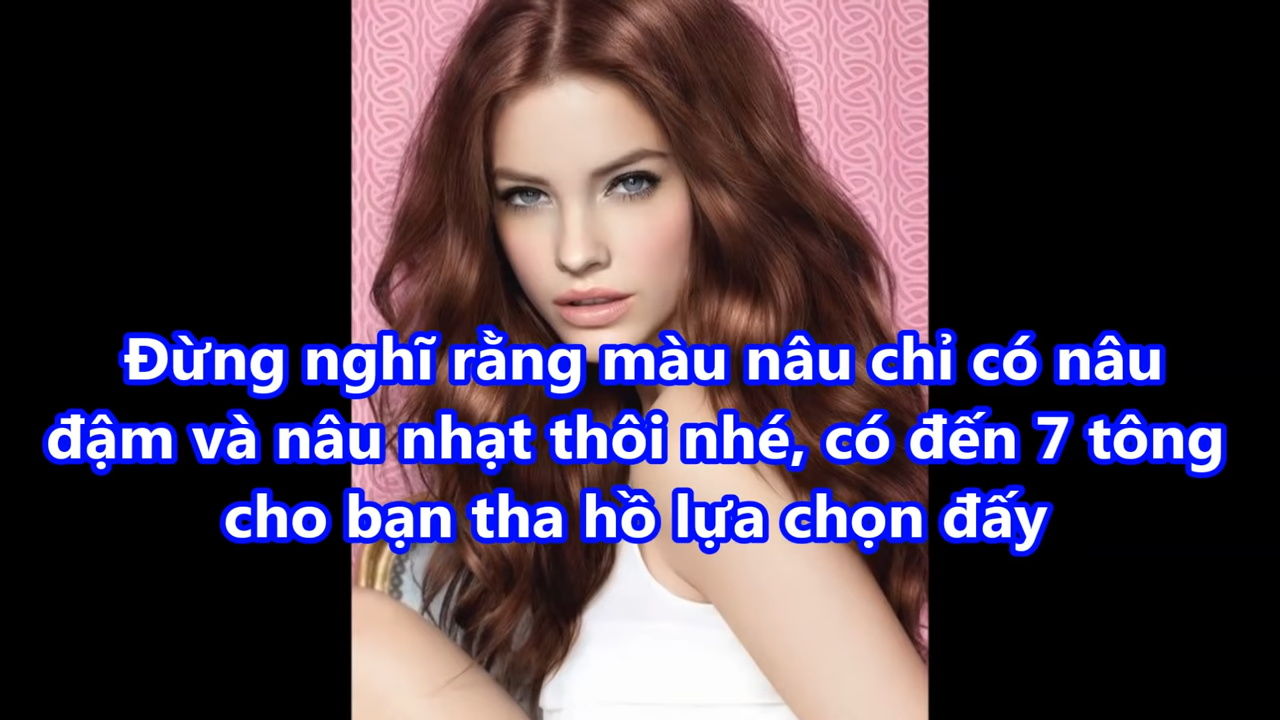 Đừng nghĩ rằng màu nâu chỉ có nâu
đậm và nâu nhạt thôi nhé, có đến 7 tông
cho bạn tha hồ lựa chọn đấy